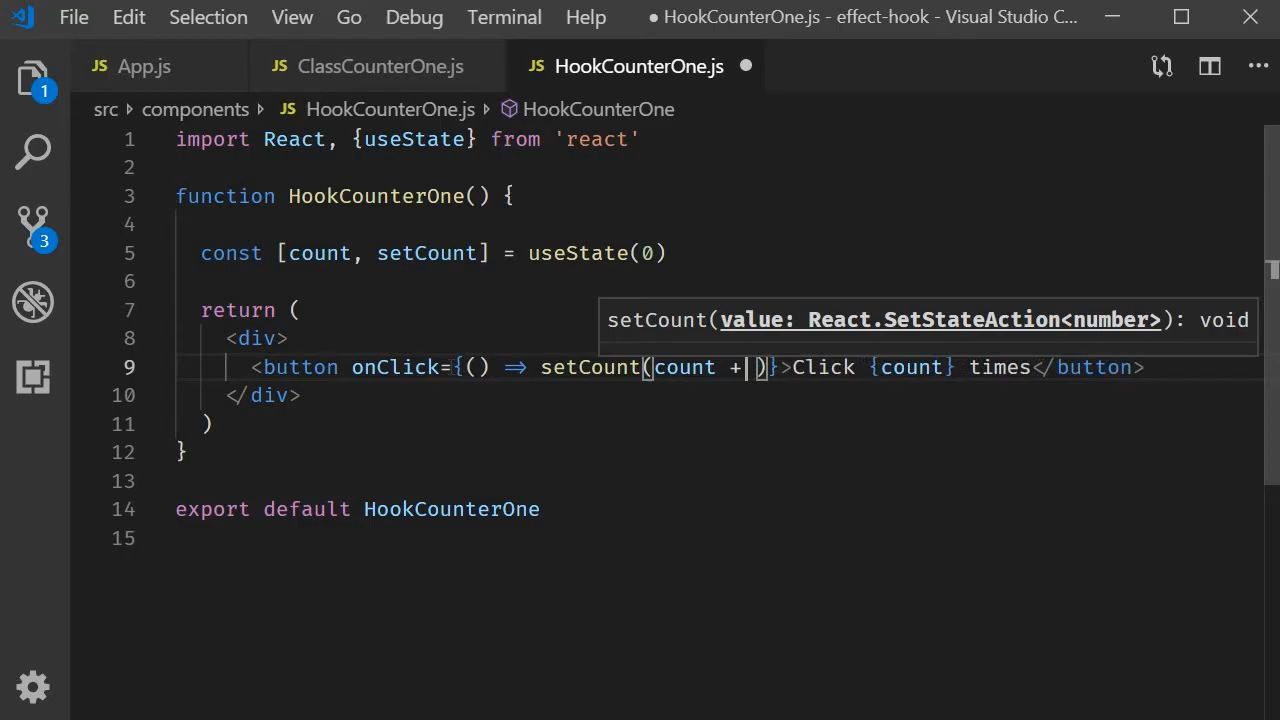 File Edit Selection View Go Debug Terminal Help ● HookCounterOne.js - effect-hook - Visual Studio C...
JS App.js JS ClassCounterOne.js JS HookCounterOne.js
1
src components JS HookCounterOne.js HookCounterOne
1 import React, {useState} from 'react'
2
3 function HookCounterOne() {
4
3
5 const [count, setCount] = useState(0)
6
7 return (
setCount(value: React.SetStateAction<number>): void
8 <div>
9 <button onClick={() => setCount(count + )}>Click {count} times</button>
10 </div>
11 )
12 }
13
14 export default HookCounterOne
15